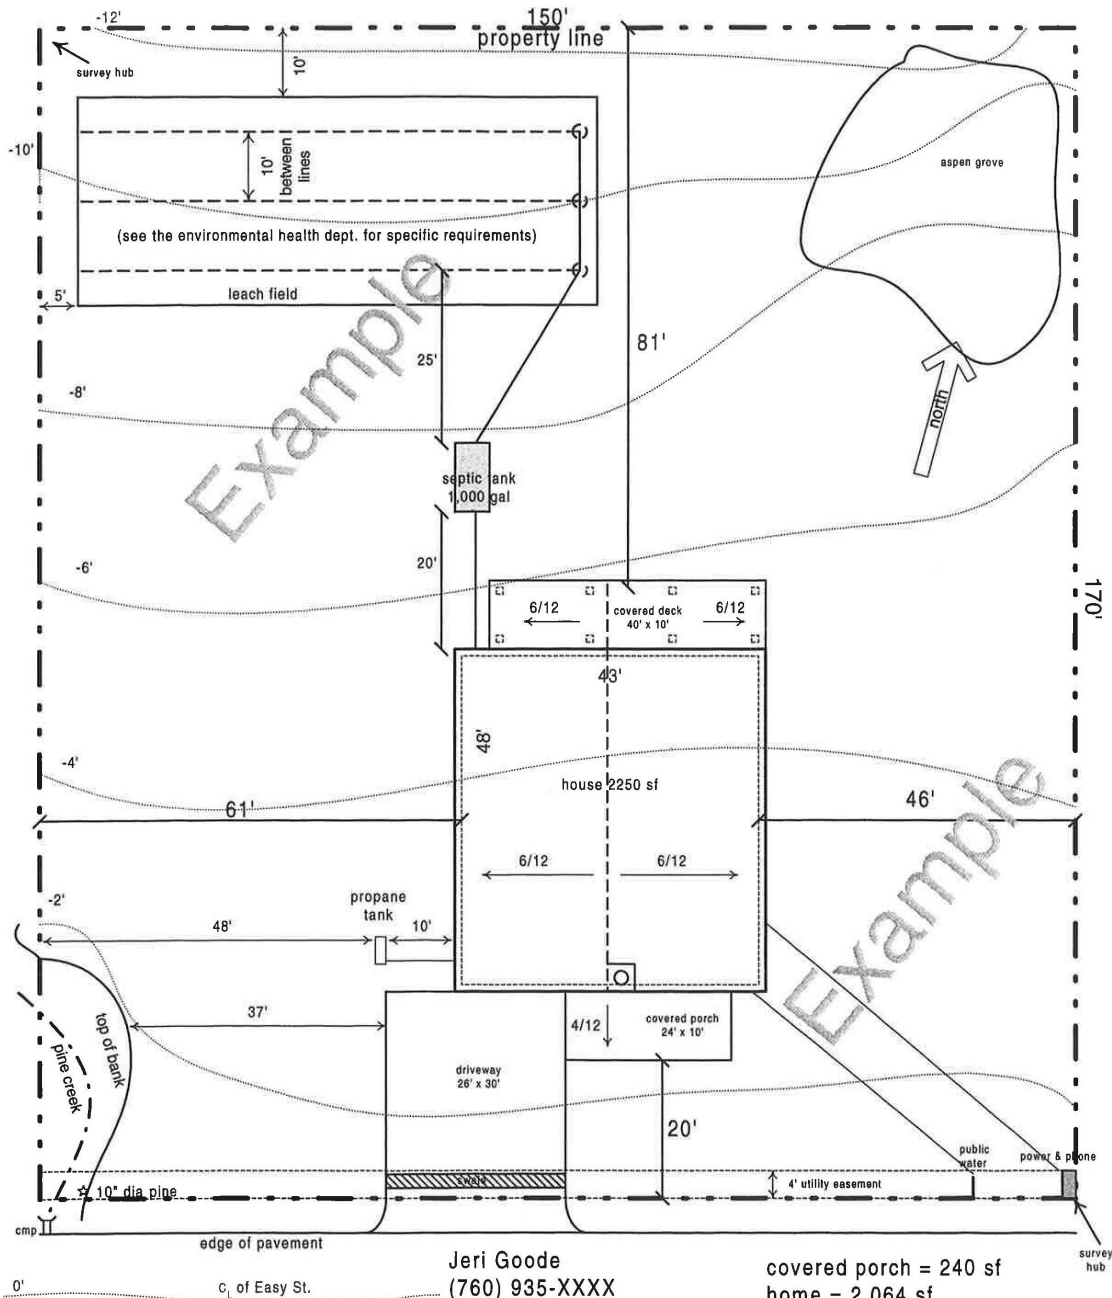 -12'
150'
property line
survey hub
10'
-10'
10'
between
lines
aspen grove
(see the environmental health dept. for specific requirements)
5'
leach field
Example
25'
81'
-8'
north
septic tank
1,000 gal
20'
-6'
170'
6/12
covered deck
40' x 10'
6/12
43'
48'
-4'
house 2250 sf
61'
46'
Example
6/12
6/12
-2'
propane
tank
48'
10'
37'
top of bank
pine creek
4/12
covered porch
24' x 10'
driveway
26' x 30'
20'
public
water
power & phone
swale
4' utility easement
10" dia pine
cmp
edge of pavement
survey
hub
Jeri Goode
(760) 935-XXXX
covered porch = 240 sf
home = 2,064 sf
0'
CL of Easy St.